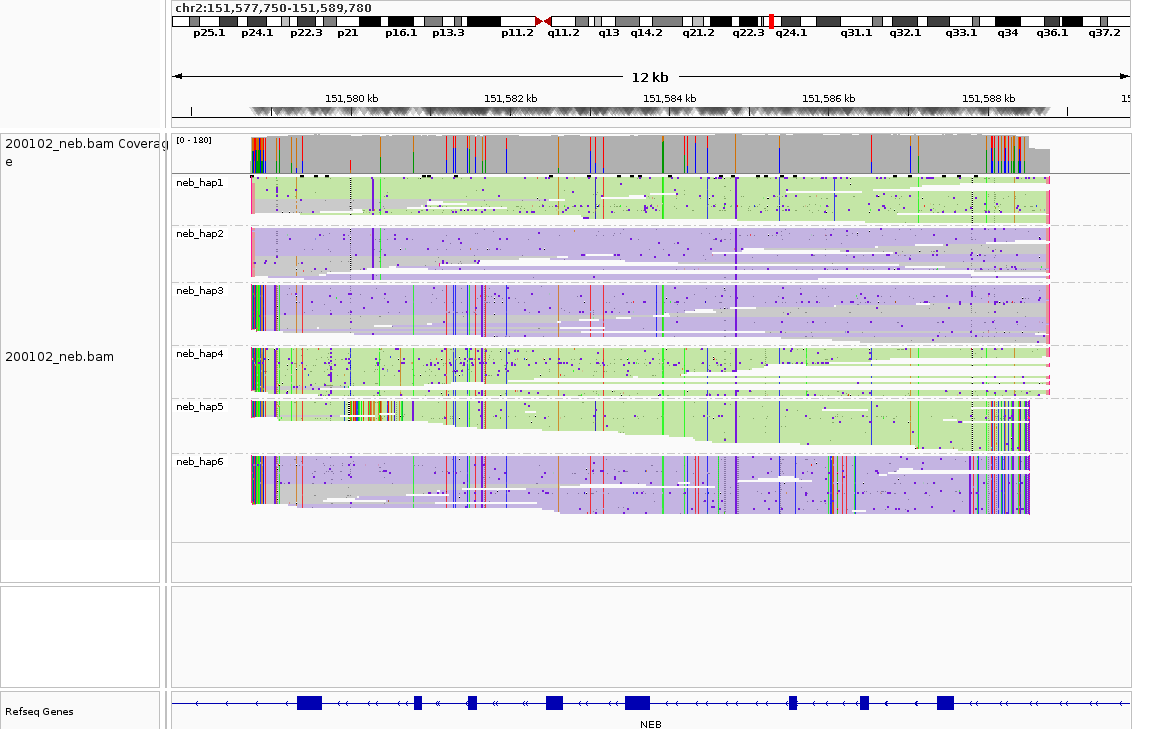 chr2:151,577,750-151,589,780
p25.1 p24.1 p22.3 p21 p16.1 p13.3 p11.2 q11.2 q13 q14.2 q21.2 q22.3 q24.1 q31.1 q32.1 q33.1 q34 q36.1 q37.2
12 kb
151,580 kb 151,582 kb 151,584 kb 151,586 kb 151,588 kb 15
200102_neb.bam Coverag
e
[0 - 180]
neb_hap1
neb_hap2
neb_hap3
neb_hap4
200102_neb.bam
neb_hap5
neb_hap6
Refseq Genes
NEB